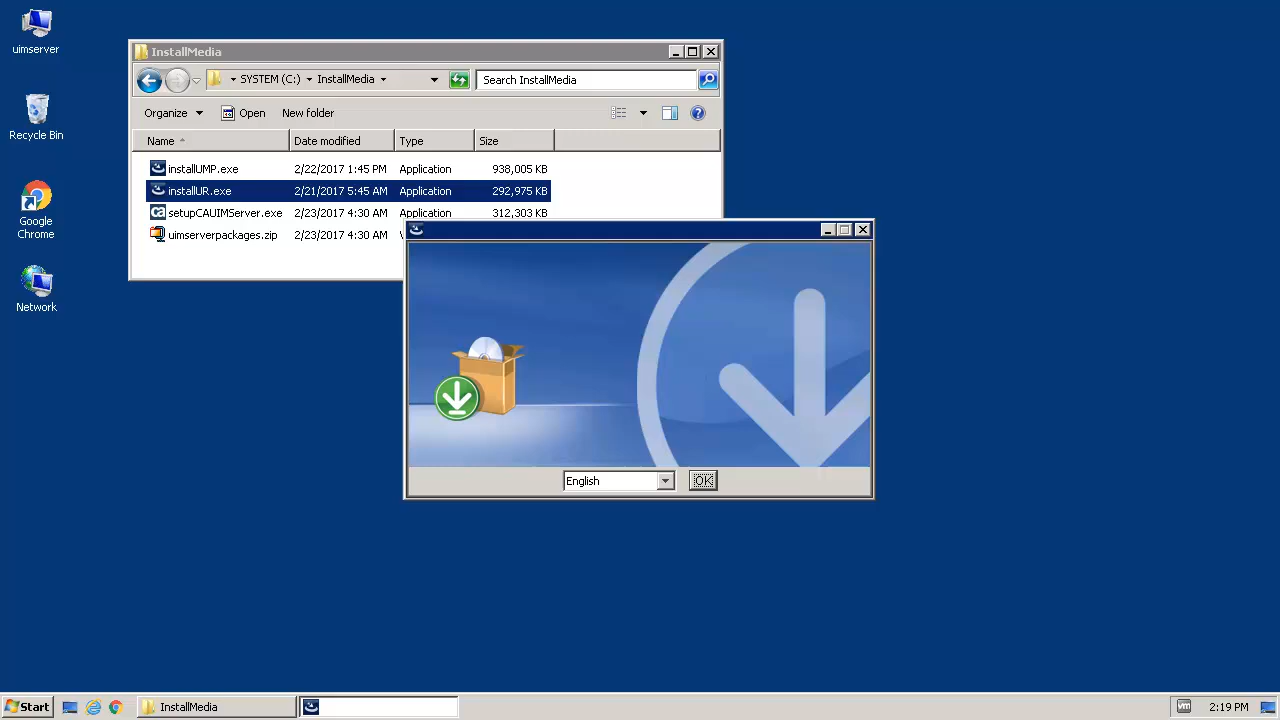 uimserver
Recycle Bin
Google
Chrome
Network
InstallMedia
SYSTEM (C:) InstallMedia
Search InstallMedia
Organize Open New folder
Name Date modified Type Size
installUMP.exe 2/22/2017 1:45 PM Application 938,005 KB
installUR.exe 2/21/2017 5:45 AM Application 292,975 KB
ca setupCAUIMServer.exe 2/23/2017 4:30 AM Application 312,303 KB
uimserverpackages.zip 2/23/2017 4:30 AM
English OK
Start InstallMedia vm 2:19 PM